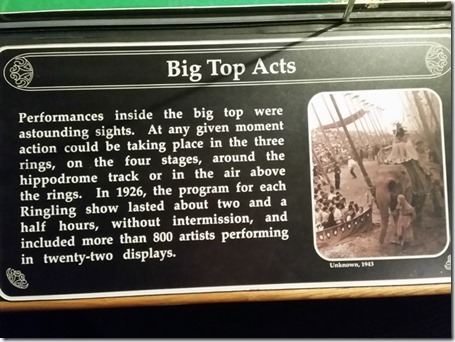 Big Top Acts
Performances inside the big top were
astounding sights. At any given moment
action could be taking place in the three
rings, on the four stages, around the
hippodrome track or in the air above
the rings. In 1926, the program for each
Ringling show lasted about two and a
half hours, without intermission, and
included more than 800 artists performing
in twenty-two displays.
Unknown, 1943